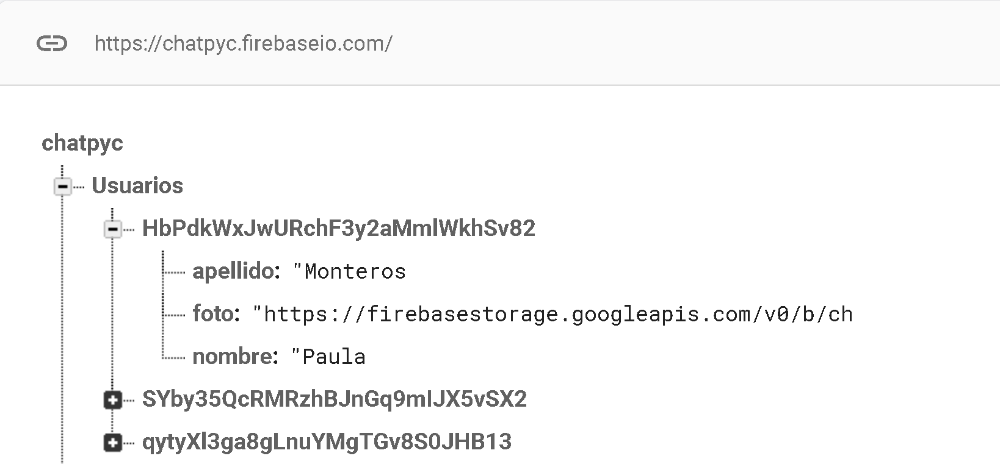 https://chatpyc.firebaseio.com/
chatpyc
Usuarios
HbPdkWxJwURchF3y2aMmlWkhSv82
apellido: "Monteros
foto: "https://firebasestorage.googleapis.com/v0/b/ch
nombre: "Paula
SYby35QcRMRzhBJnGq9mIJX5vSX2
qytyXl3ga8gLnuYMgTGv8S0JHB13